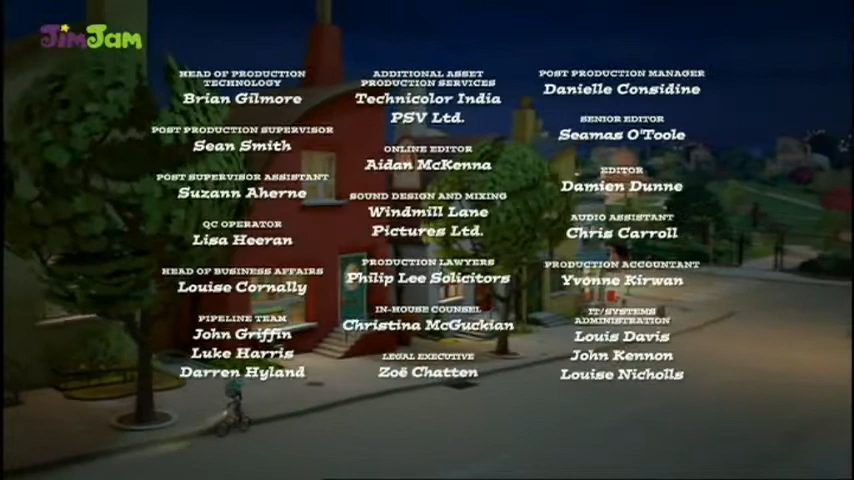 JimJam
HEAD OF PRODUCTION
TECHNOLOGY
Brian Gilmore
POST PRODUCTION SUPERVISOR
Sean Smith
POST SUPERVISOR ASSISTANT
Suzann Aherne
QC OPERATOR
Lisa Heeran
HEAD OF BUSINESS AFFAIRS
Louise Cornally
PIPELINE TEAM
John Griffin
Luke Harris
Darren Hyland
ADDITIONAL ASSET
PRODUCTION SERVICES
Technicolor India
PSV Ltd.
ONLINE EDITOR
Aidan McKenna
SOUND DESIGN AND MIXING
Windmill Lane
Pictures Ltd.
PRODUCTION LAWYERS
Philip Lee Solicitors
IN-HOUSE COUNSEL
Christina McGuckian
LEGAL EXECUTIVE
Zoë Chatten
POST PRODUCTION MANAGER
Danielle Considine
SENIOR EDITOR
Seamas O'Toole
EDITOR
Damien Dunne
AUDIO ASSISTANT
Chris Carroll
PRODUCTION ACCOUNTANT
Yvonne Kirwan
IT/SYSTEMS
ADMINISTRATION
Louis Davis
John Kennon
Louise Nicholls